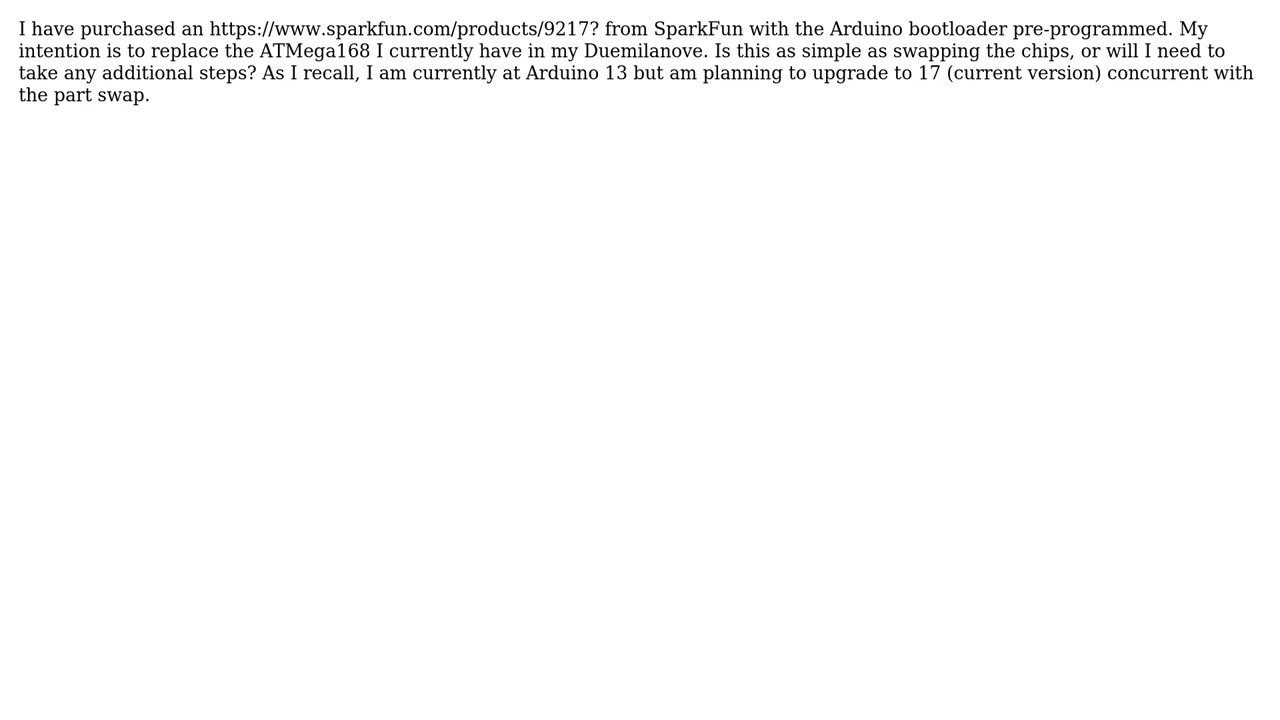 I have purchased an https://www.sparkfun.com/products/9217? from SparkFun with the Arduino bootloader pre-programmed. My
intention is to replace the ATMega168 I currently have in my Duemilanove. Is this as simple as swapping the chips, or will I need to
take any additional steps? As I recall, I am currently at Arduino 13 but am planning to upgrade to 17 (current version) concurrent with
the part swap.